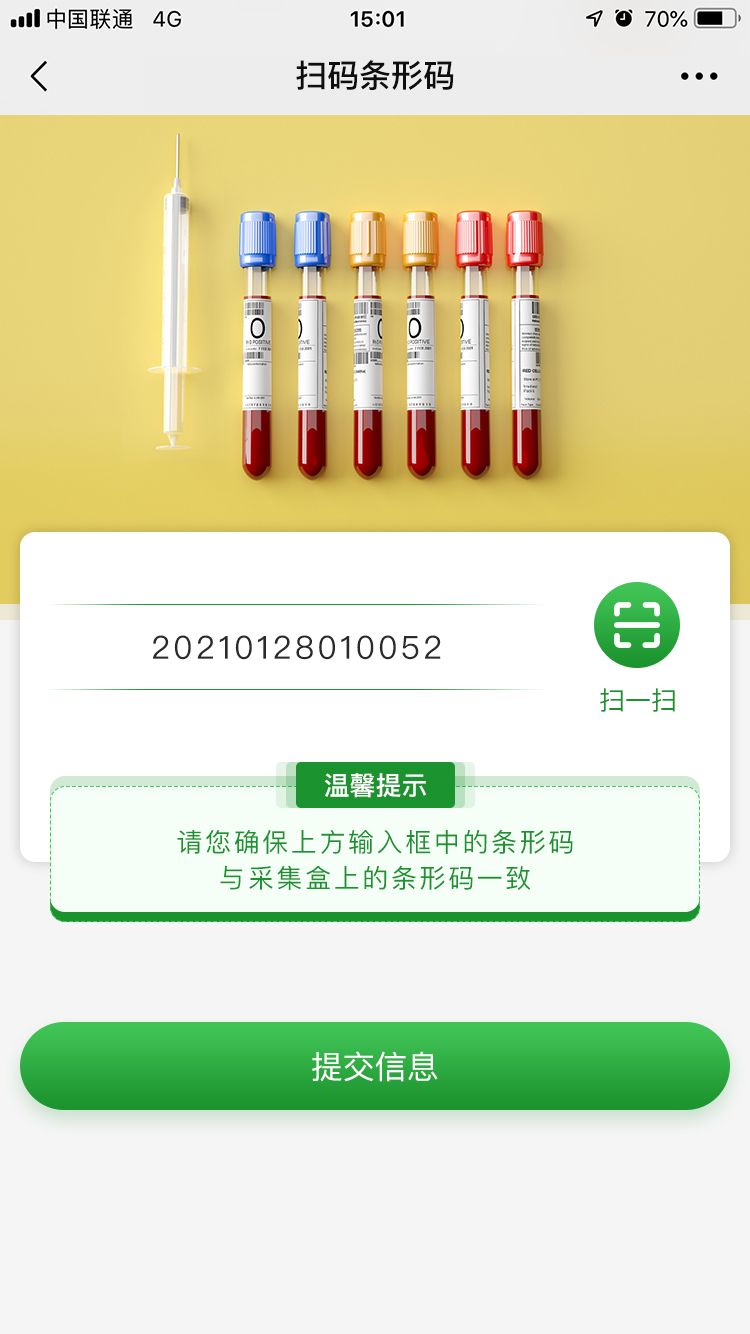 中国联通 4G 15:01 70%
扫码条形码
20210128010052
扫一扫
温馨提示
请您确保上方输入框中的条形码
与采集盒上的条形码一致
提交信息